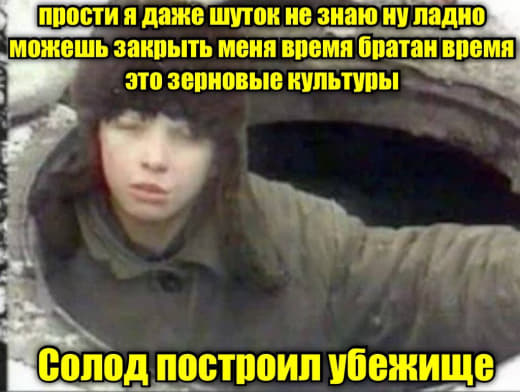 прости я даже шуток не знаю ну ладно
можешь закрыть меня время братан время
это зерновые культуры
Солод построил убежище